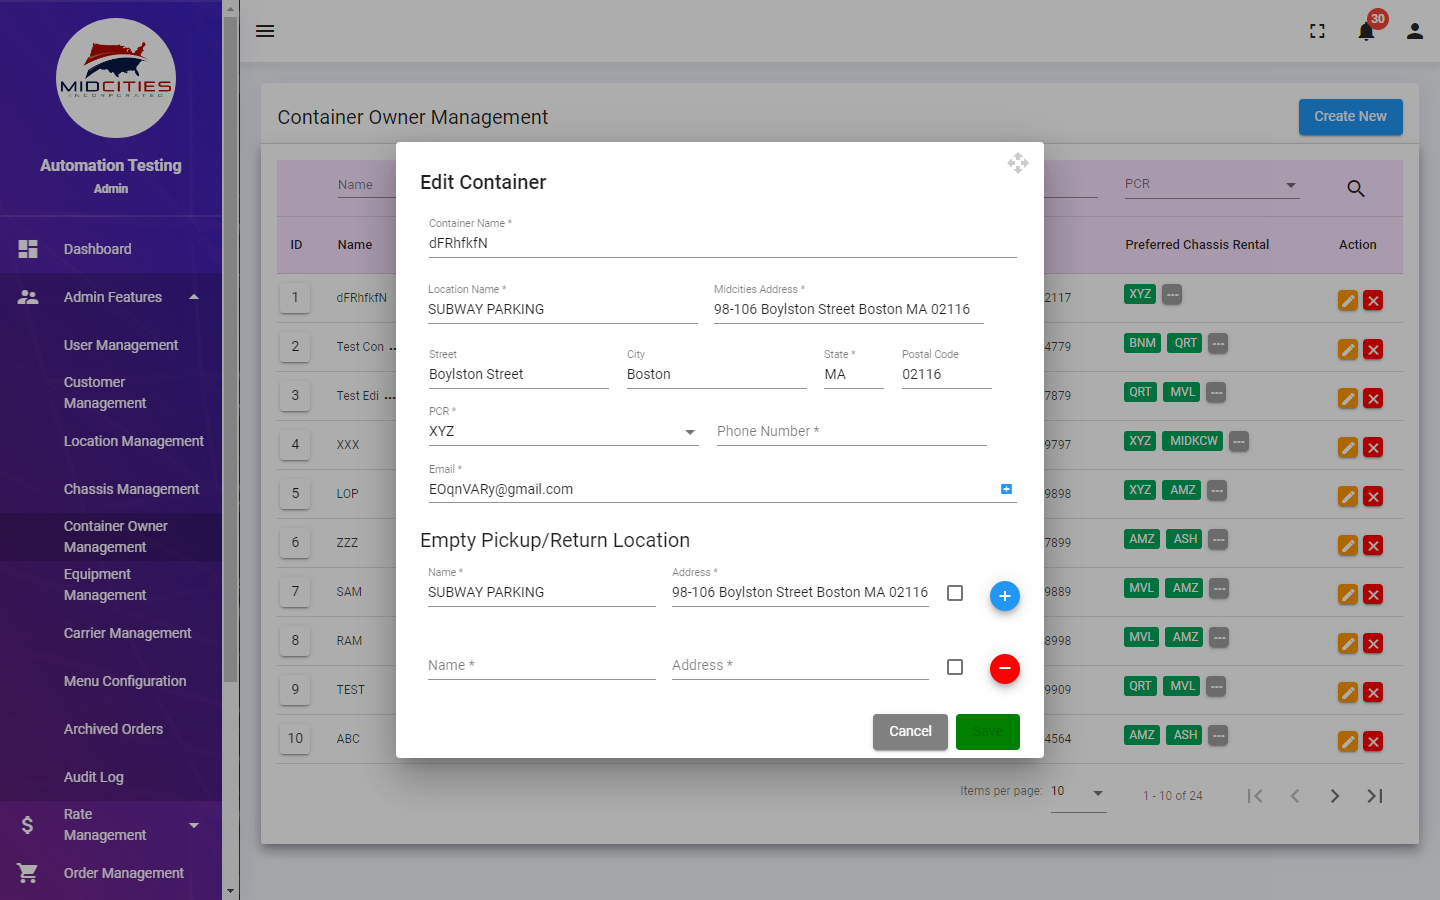 MIDCITIES
INCORPORATED
Automation Testing
Admin
Dashboard
Admin Features
User Management
Customer
Management
Location Management
Chassis Management
Container Owner
Management
Equipment
Management
Carrier Management
Menu Configuration
Archived Orders
Audit Log
Rate
Management
Order Management
30
Container Owner Management
Create New
Name
PCR
ID
Name
Preferred Chassis Rental
Action
1
dFRhfkfN
2117
XYZ
---
2
Test Con ...
4779
BNM
QRT
---
3
Test Edi ...
7879
QRT
MVL
---
4
XXX
9797
XYZ
MIDKCW
---
5
LOP
9898
XYZ
AMZ
---
6
ZZZ
7899
AMZ
ASH
---
7
SAM
9889
MVL
AMZ
---
8
RAM
8998
MVL
AMZ
---
9
TEST
9909
QRT
MVL
---
10
ABC
4564
AMZ
ASH
---
Items per page:
10
1 - 10 of 24
Edit Container
Container Name *
dFRhfkfN
Location Name *
SUBWAY PARKING
Midcities Address *
98-106 Boylston Street Boston MA 02116
Street
Boylston Street
City
Boston
State *
MA
Postal Code
02116
PCR *
XYZ
Phone Number *
Email *
EOqnVARy@gmail.com
Empty Pickup/Return Location
Name *
SUBWAY PARKING
Address *
98-106 Boylston Street Boston MA 02116
Name *
Address *
Cancel
Save